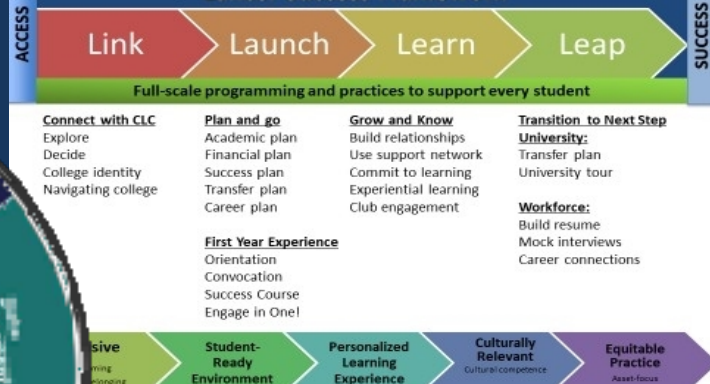 ACCESS
Link
Launch
Learn
Leap
SUCCESS
Full-scale programming and practices to support every student
Connect with CLC
Explore
Decide
College identity
Navigating college
Plan and go
Academic plan
Financial plan
Success plan
Transfer plan
Career plan
First Year Experience
Orientation
Convocation
Success Course
Engage in One!
Grow and Know
Build relationships
Use support network
Commit to learning
Experiential learning
Club engagement
Transition to Next Step
University:
Transfer plan
University tour
Workforce:
Build resume
Mock interviews
Career connections
Student-
Ready
Environment
Personalized
Learning
Experience
Culturally
Relevant
Cultural competence
Equitable
Practice
Asset-focus